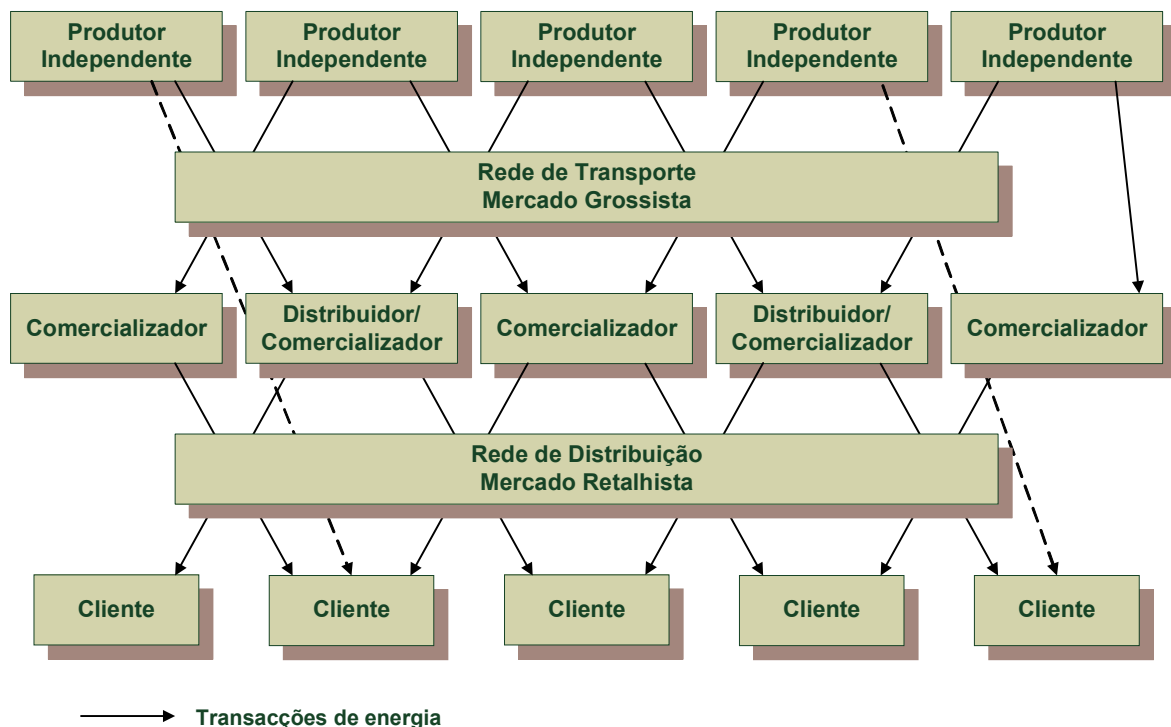 Produtor
Independente
Produtor
Independente
Produtor
Independente
Produtor
Independente
Produtor
Independente
Rede de Transporte
Mercado Grossista
Comercializador
Distribuidor/
Comercializador
Comercializador
Distribuidor/
Comercializador
Comercializador
Rede de Distribuição
Mercado Retalhista
Cliente
Cliente
Cliente
Cliente
Cliente
Transacções de energia